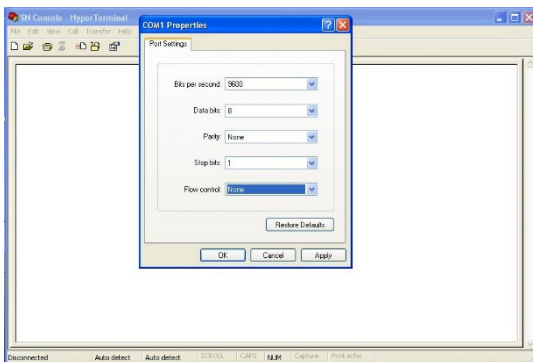 SN Console - HyperTerminal
File Edit View Call Transfer Help
COM1 Properties
Port Settings
Bits per second: 9600
Data bits: 8
Parity: None
Stop bits: 1
Flow control: None
Restore Defaults
OK Cancel Apply
Disconnected Auto detect Auto detect SCROLL CAPS NUM Capture Print echo